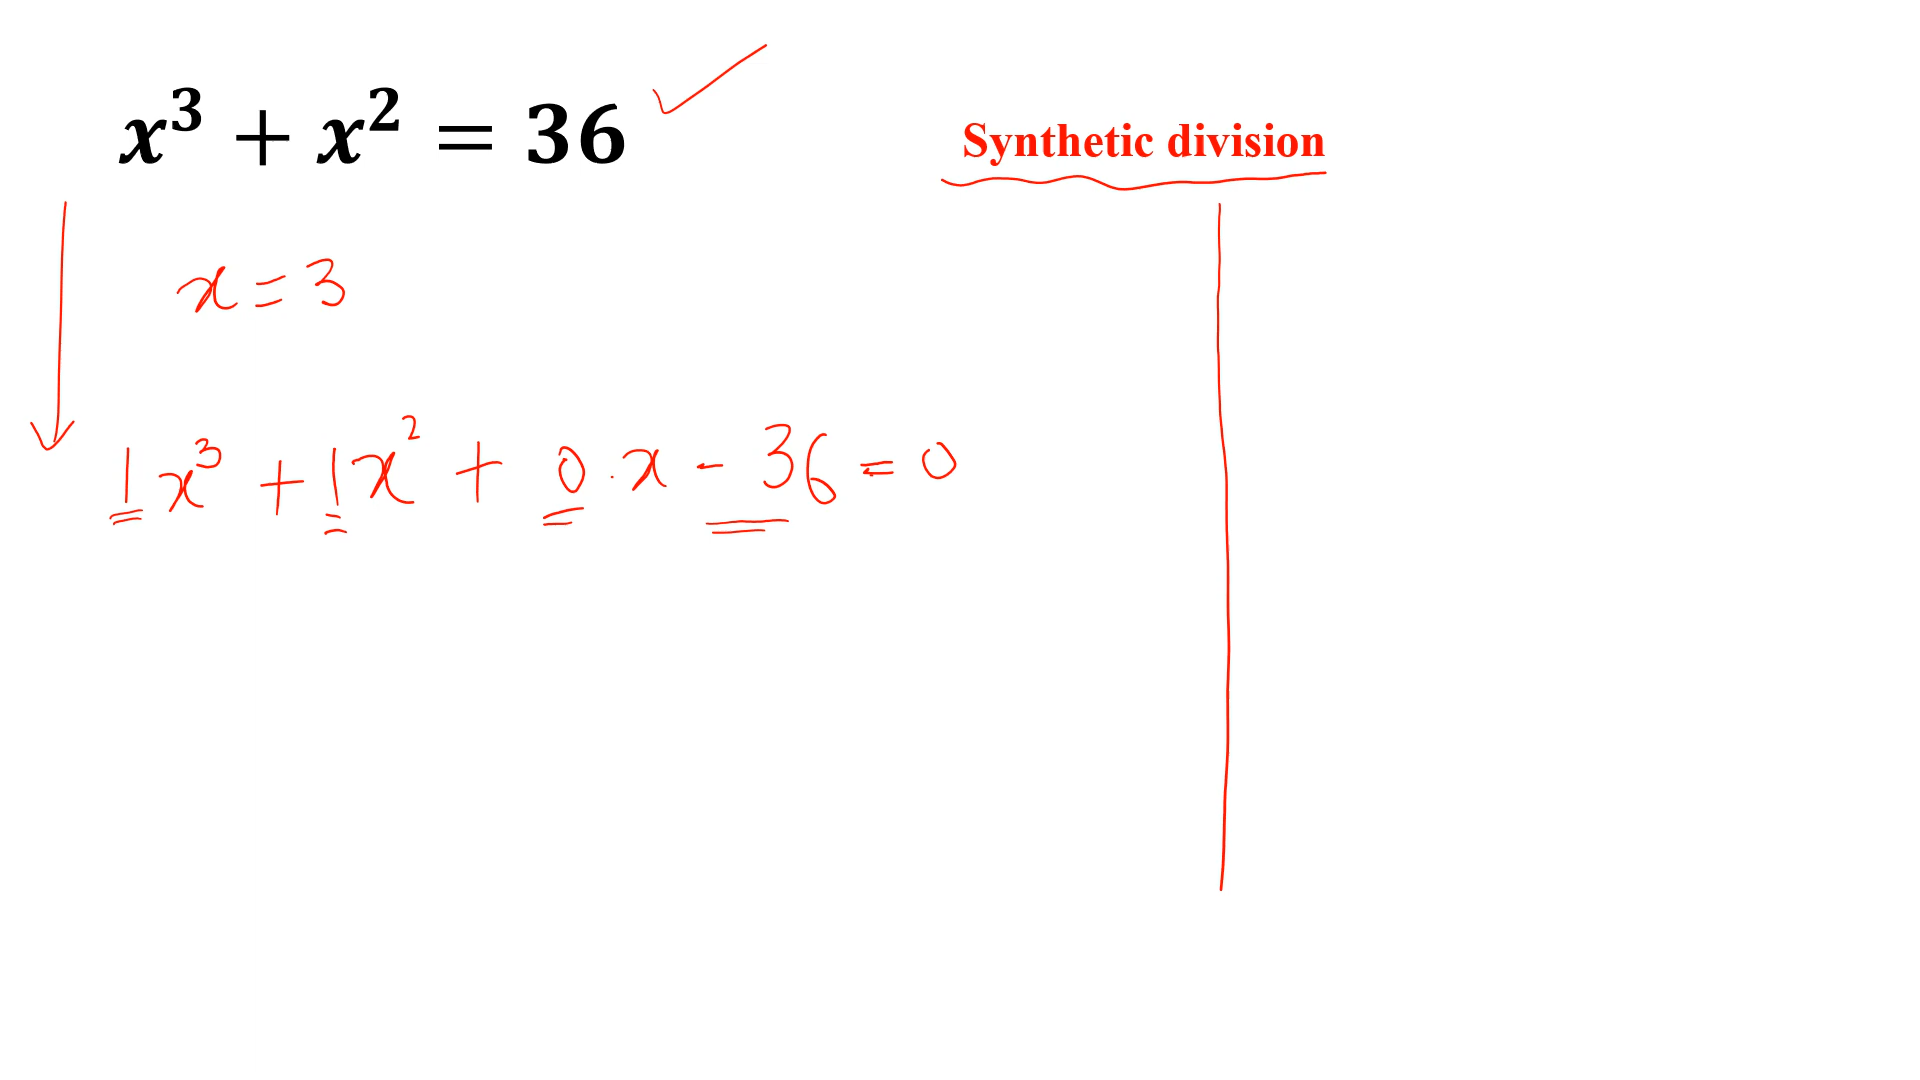 x³ + x² = 36
Synthetic division
x = 3
1x³ + 1x² + 0.x - 36 = 0